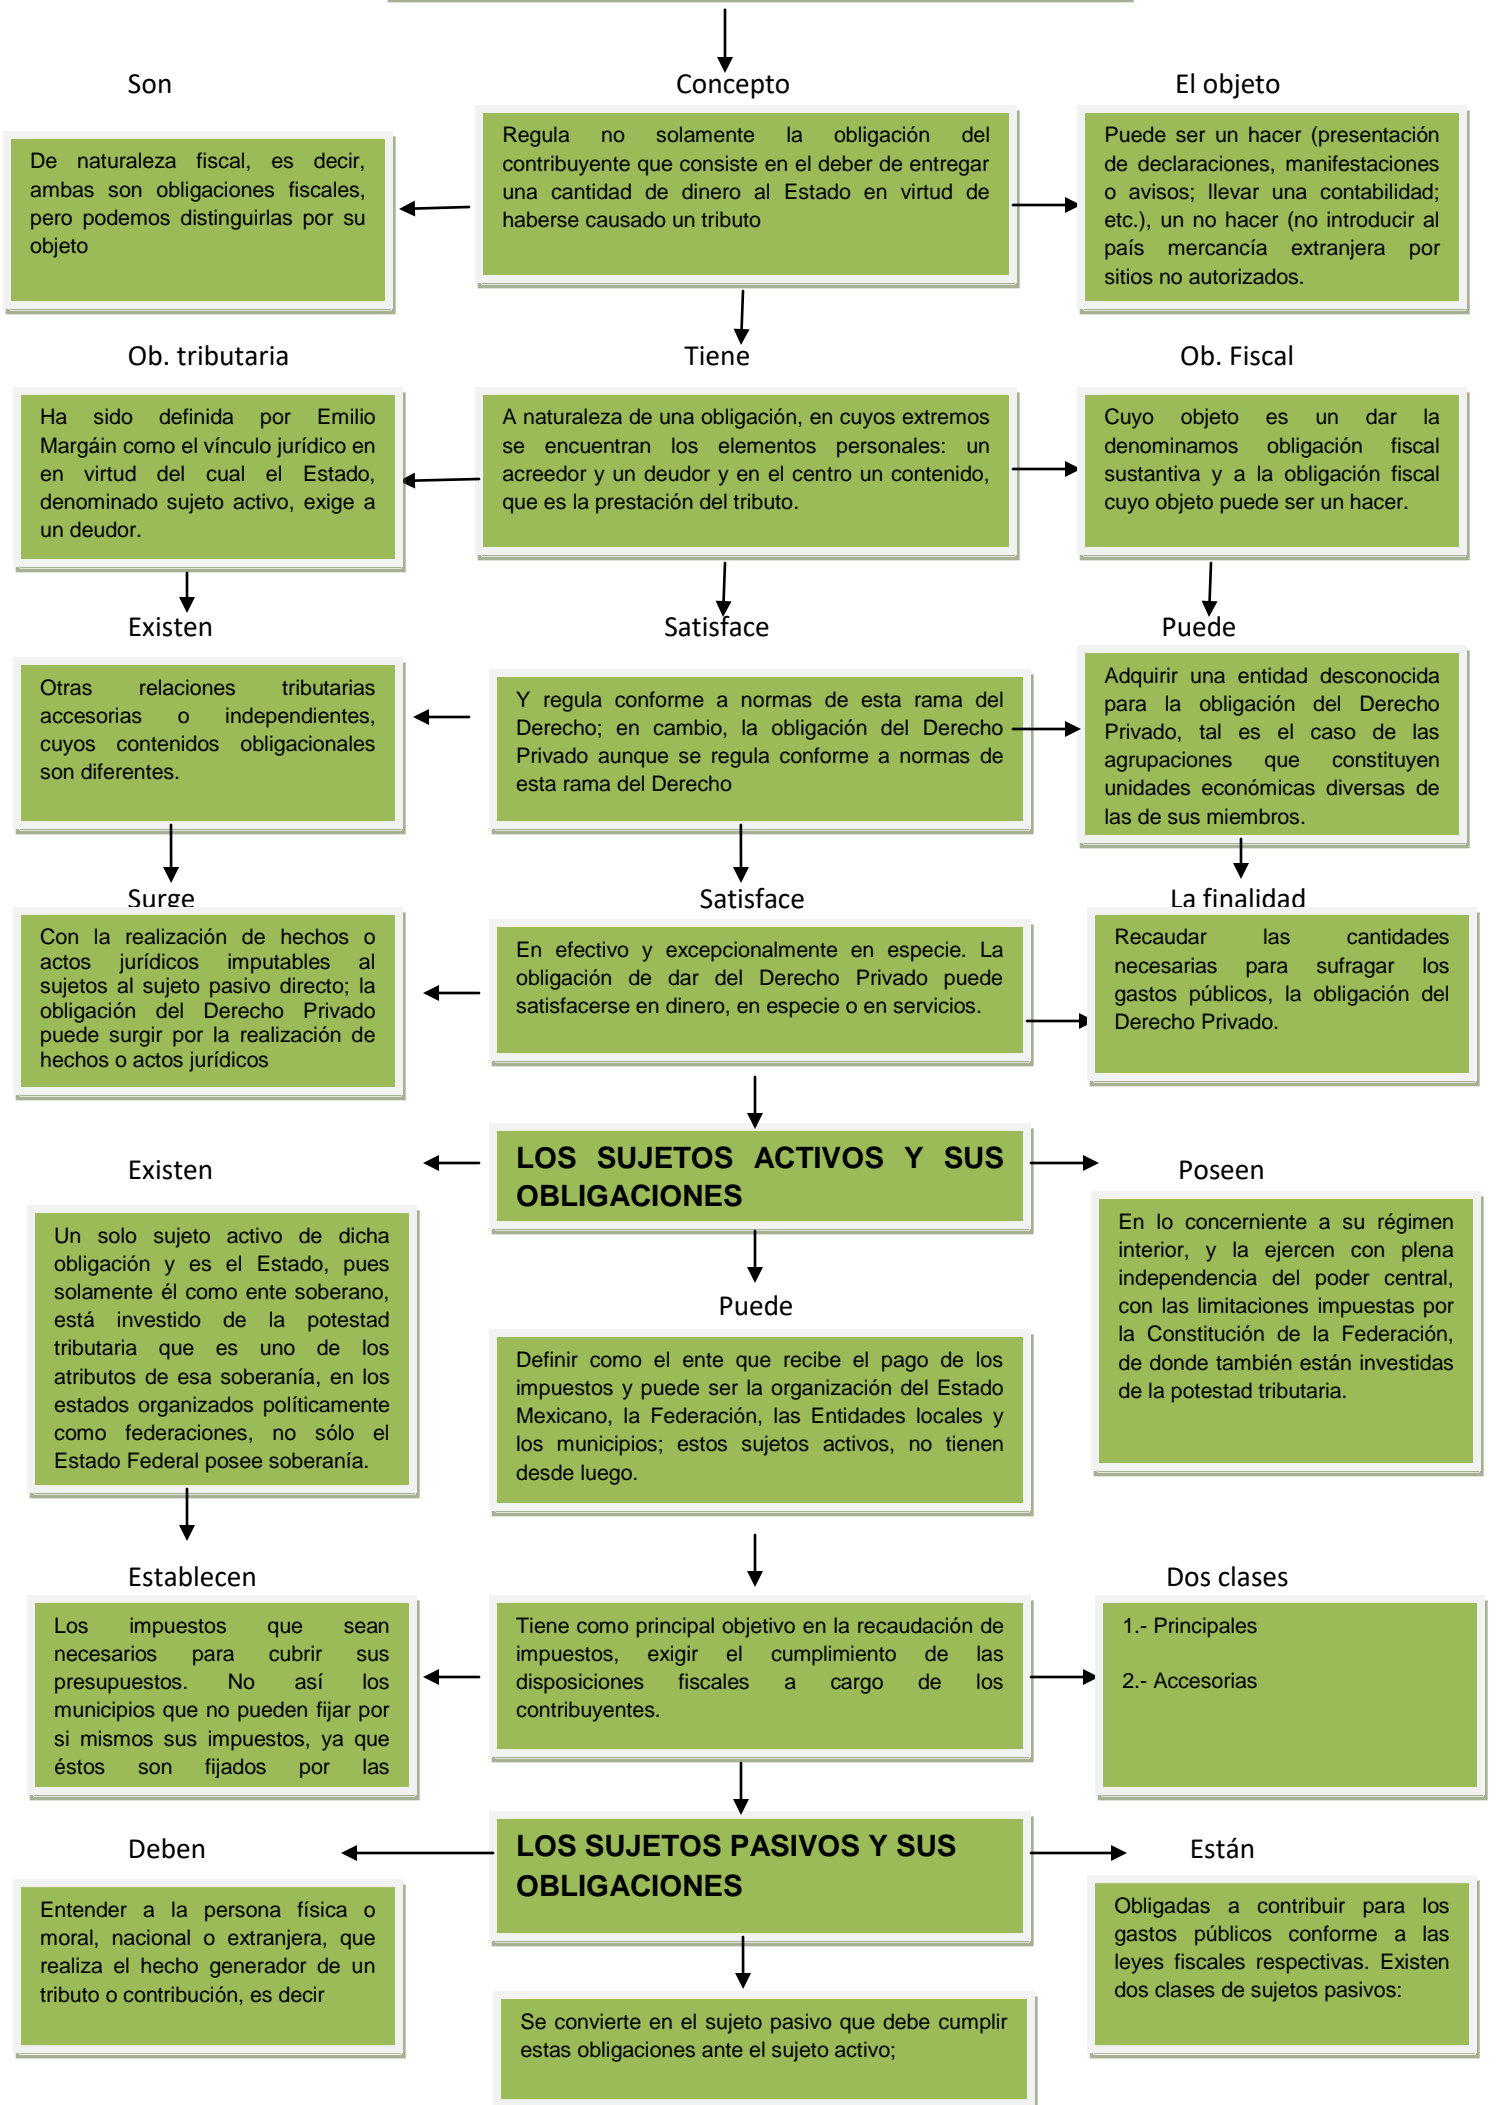 Son
Concepto
El objeto
De naturaleza fiscal, es decir,
ambas son obligaciones fiscales,
pero podemos distinguirlas por su
objeto
Regula no solamente la obligación del
contribuyente que consiste en el deber de entregar
una cantidad de dinero al Estado en virtud de
haberse causado un tributo
Puede ser un hacer (presentación
de declaraciones, manifestaciones
o avisos; llevar una contabilidad;
etc.), un no hacer (no introducir al
país mercancía extranjera por
sitios no autorizados.
Ob. tributaria
Tiene
Ob. Fiscal
Ha sido definida por Emilio
Margáin como el vínculo jurídico en
en virtud del cual el Estado,
denominado sujeto activo, exige a
un deudor.
A naturaleza de una obligación, en cuyos extremos
se encuentran los elementos personales: un
acreedor y un deudor y en el centro un contenido,
que es la prestación del tributo.
Cuyo objeto es un dar la
denominamos obligación fiscal
sustantiva y a la obligación fiscal
cuyo objeto puede ser un hacer.
Existen
Satisface
Puede
Otras relaciones tributarias
accesorias o independientes,
cuyos contenidos obligacionales
son diferentes.
Y regula conforme a normas de esta rama del
Derecho; en cambio, la obligación del Derecho
Privado aunque se regula conforme a normas de
esta rama del Derecho
Adquirir una entidad desconocida
para la obligación del Derecho
Privado, tal es el caso de las
agrupaciones que constituyen
unidades económicas diversas de
las de sus miembros.
Surge
Satisface
La finalidad
Con la realización de hechos o
actos jurídicos imputables al
sujetos al sujeto pasivo directo; la
obligación del Derecho Privado
puede surgir por la realización de
hechos o actos jurídicos
En efectivo y excepcionalmente en especie. La
obligación de dar del Derecho Privado puede
satisfacerse en dinero, en especie o en servicios.
Recaudar las cantidades
necesarias para sufragar los
gastos públicos, la obligación del
Derecho Privado.
Existen
LOS SUJETOS ACTIVOS Y SUS
OBLIGACIONES
Poseen
Un solo sujeto activo de dicha
obligación y es el Estado, pues
solamente él como ente soberano,
está investido de la potestad
tributaria que es uno de los
atributos de esa soberanía, en los
estados organizados políticamente
como federaciones, no sólo el
Estado Federal posee soberanía.
Puede
Definir como el ente que recibe el pago de los
impuestos y puede ser la organización del Estado
Mexicano, la Federación, las Entidades locales y
los municipios; estos sujetos activos, no tienen
desde luego.
En lo concerniente a su régimen
interior, y la ejercen con plena
independencia del poder central,
con las limitaciones impuestas por
la Constitución de la Federación,
de donde también están investidas
de la potestad tributaria.
Establecen
Dos clases
Los impuestos que sean
necesarios para cubrir sus
presupuestos. No así los
municipios que no pueden fijar por
si mismos sus impuestos, ya que
éstos son fijados por las
Tiene como principal objetivo en la recaudación de
impuestos, exigir el cumplimiento de las
disposiciones fiscales a cargo de los
contribuyentes.
1.- Principales
2.- Accesorias
Deben
LOS SUJETOS PASIVOS Y SUS
OBLIGACIONES
Están
Entender a la persona física o
moral, nacional o extranjera, que
realiza el hecho generador de un
tributo o contribución, es decir
Se convierte en el sujeto pasivo que debe cumplir
estas obligaciones ante el sujeto activo;
Obligadas a contribuir para los
gastos públicos conforme a las
leyes fiscales respectivas. Existen
dos clases de sujetos pasivos: